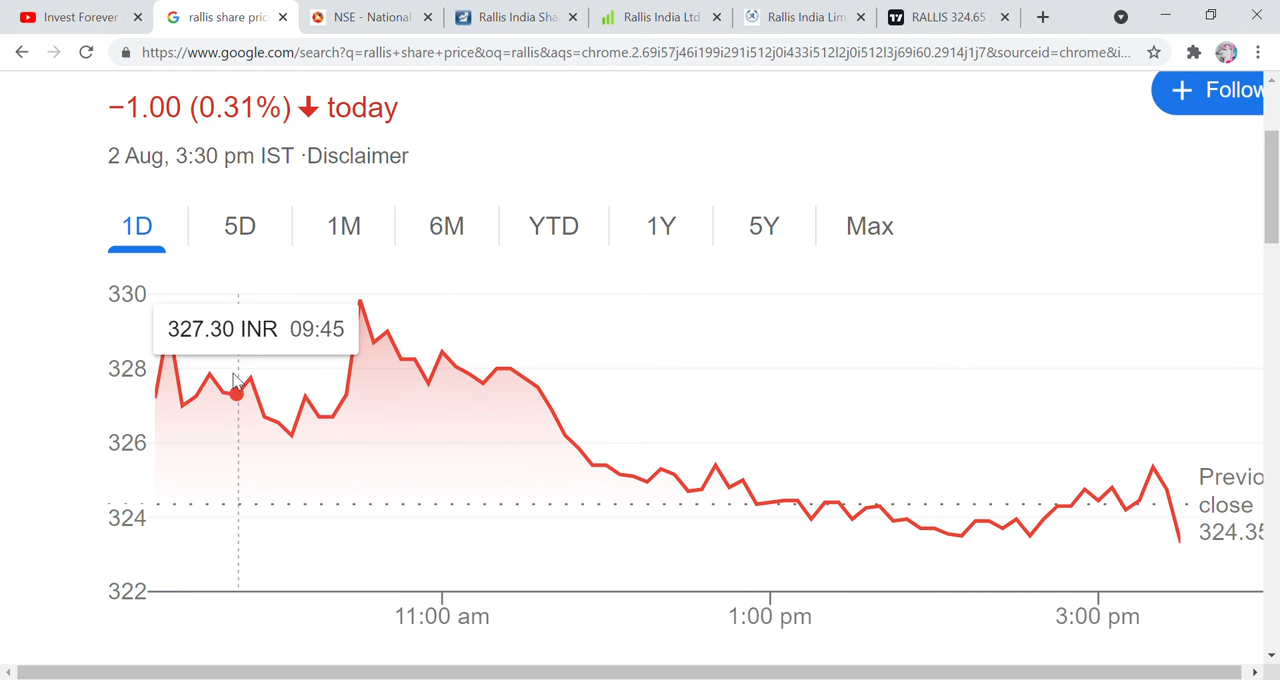 Invest Forever
rallis share pric
NSE - National
Rallis India Sha
Rallis India Ltd
Rallis India Lim
RALLIS 324.65
https://www.google.com/search?q=rallis+share+price&oq=rallis&aqs=chrome.2.69i57j46i199i291i512j0i433i512l2j0i512l3j69i60.2914j1j7&sourceid=chrome&i...
−1.00 (0.31%) today
+ Follow
2 Aug, 3:30 pm IST ·Disclaimer
1D 5D 1M 6M YTD 1Y 5Y Max
330
327.30 INR 09:45
328
326
Previo
close
324
324.35
322
11:00 am 1:00 pm 3:00 pm